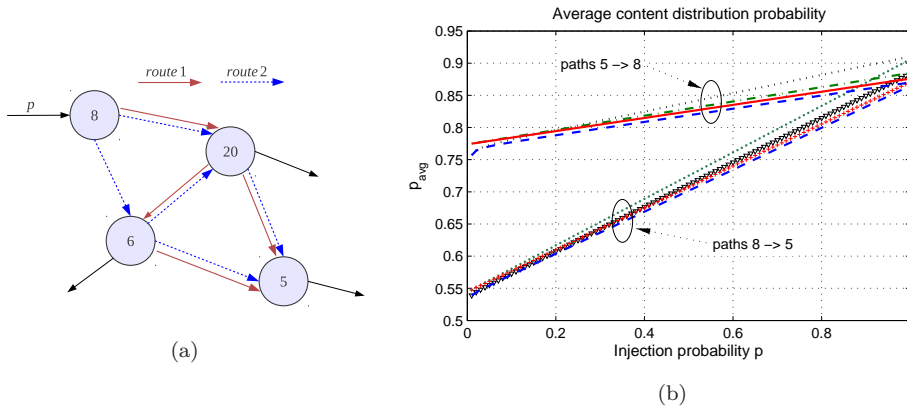 route 1
route 2
p
8
20
6
5
(a)
Average content distribution probability
0.95
0.9
0.85
0.8
0.75
0.7
0.65
0.6
0.55
0.5
p avg
paths 5 -> 8
paths 8 -> 5
0
0.2
0.4
0.6
0.8
Injection probability p
(b)